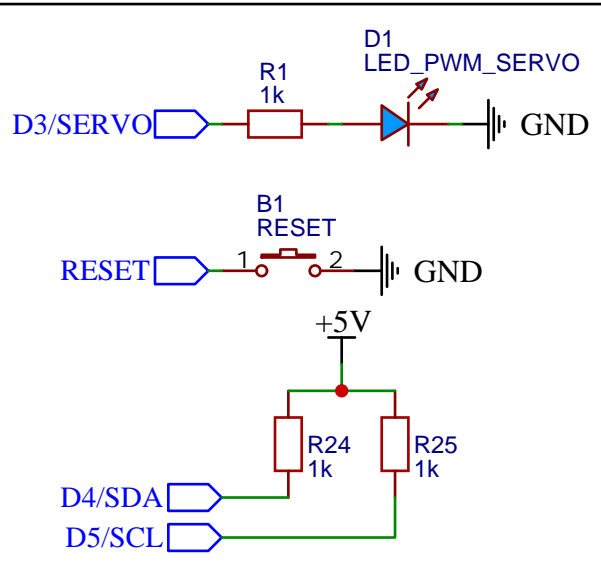 D1
LED_PWM_SERVO
R1
1k
D3/SERVO
GND
B1
RESET
RESET
1
2
GND
+5V
R24
1k
R25
1k
D4/SDA
D5/SCL